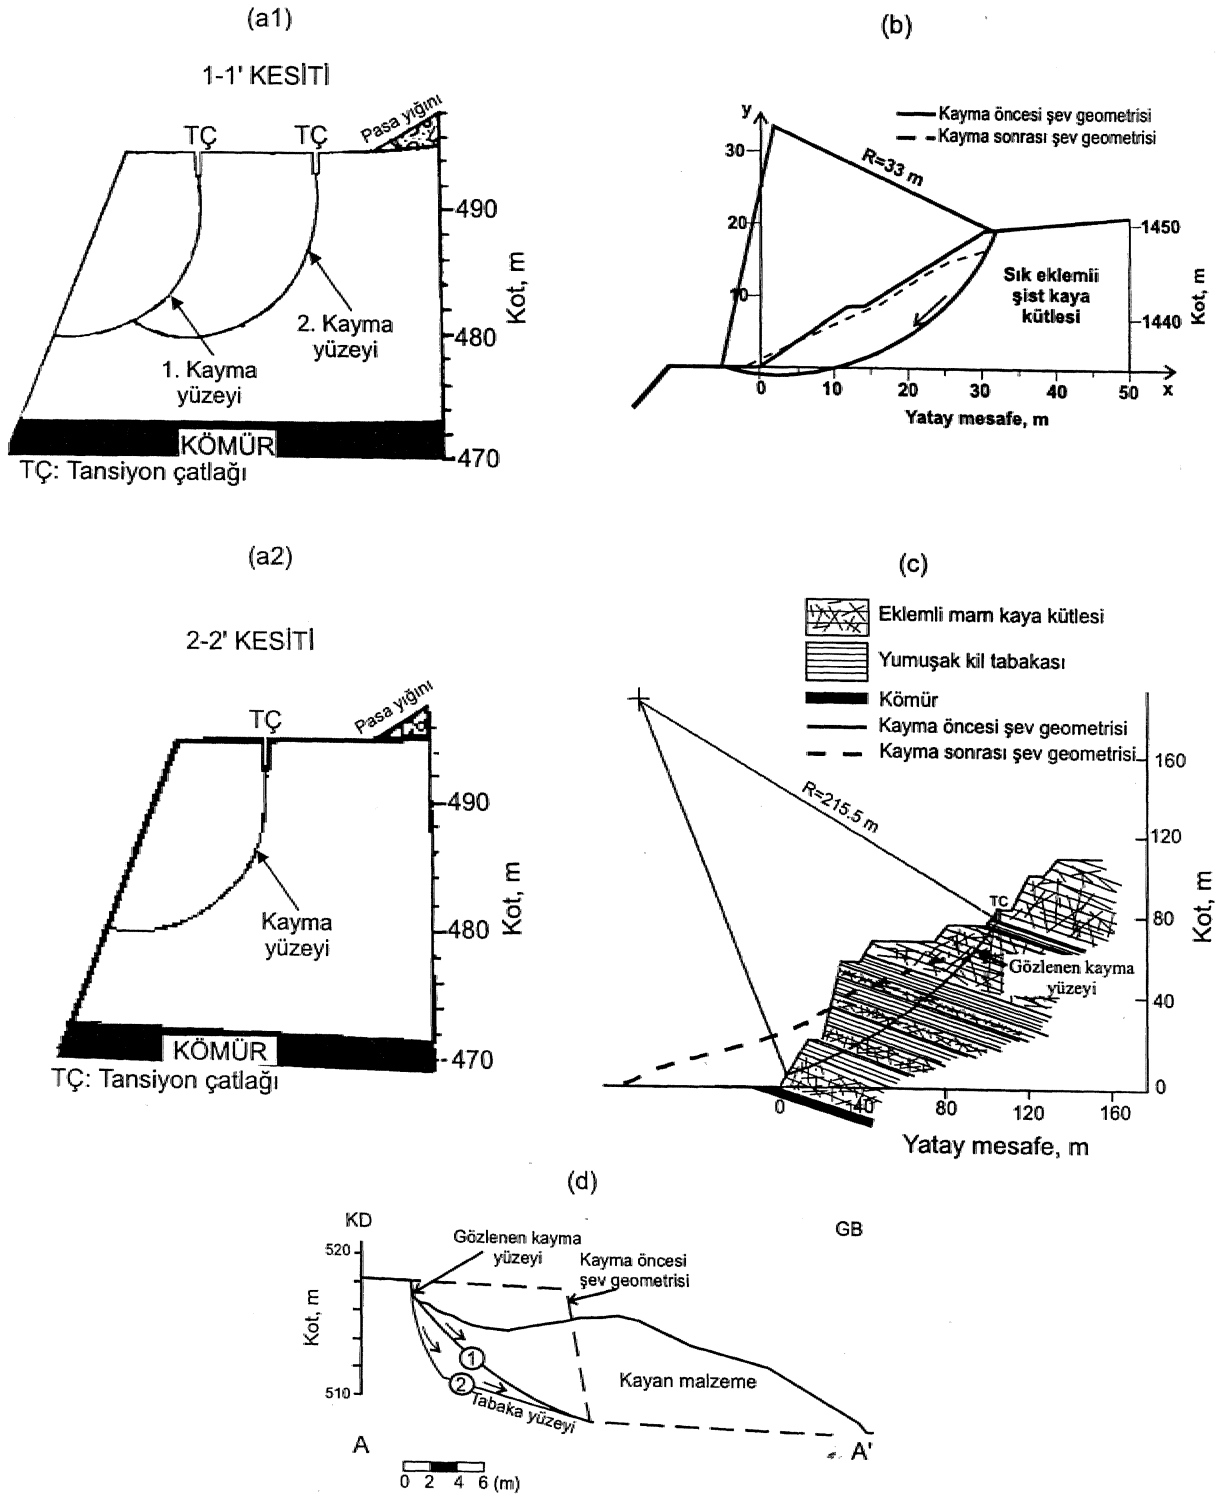 (a1)
1-1' KESİTİ
TÇ
TÇ
Pasa yığını
490
480
470
Kot, m
2. Kayma
yüzeyi
1. Kayma
yüzeyi
KÖMÜR
TÇ: Tansiyon çatlağı
(b)
y
Kayma öncesi şev geometrisi
Kayma sonrası şev geometrisi
R=33 m
30
20
10
1450
1440
Kot, m
Sık eklemli
şist kaya
kütlesi
0 10 20 30 40 50 x
Yatay mesafe, m
(a2)
2-2' KESİTİ
TÇ
Pasa yığını
490
480
470
Kot, m
Kayma
yüzeyi
KÖMÜR
TÇ: Tansiyon çatlağı
(c)
Eklemli marn kaya kütlesi
Yumuşak kil tabakası
Kömür
Kayma öncesi şev geometrisi
Kayma sonrası şev geometrisi
R=215.5 m
TC
Gözlenen kayma
yüzeyi
160
120
80
40
0
Kot, m
0 40 80 120 160
Yatay mesafe, m
(d)
KD
GB
Gözlenen kayma
yüzeyi
Kayma öncesi
şev geometrisi
520
510
Kot, m
1
2
Tabaka yüzeyi
Kayan malzeme
A
A'
0 2 4 6 (m)